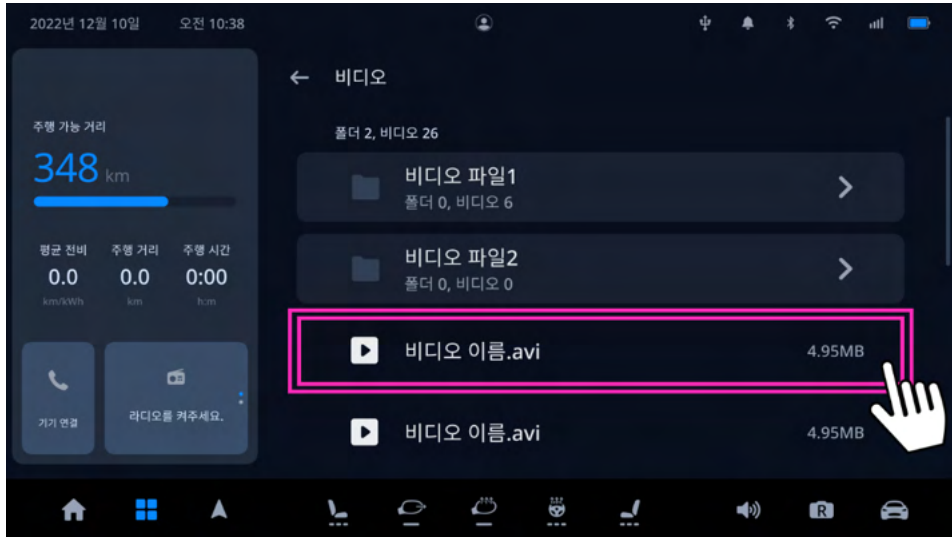 2022년 12월 10일 오전 10:38
주행 가능 거리
348 km
평균 전비 주행 거리 주행 시간
0.0 0.0 0:00
km/kWh km h:m
기기 연결
라디오를 켜주세요.
비디오
폴더 2, 비디오 26
비디오 파일1
폴더 0, 비디오 6
비디오 파일2
폴더 0, 비디오 0
비디오 이름.avi 4.95MB
비디오 이름.avi 4.95MB
R